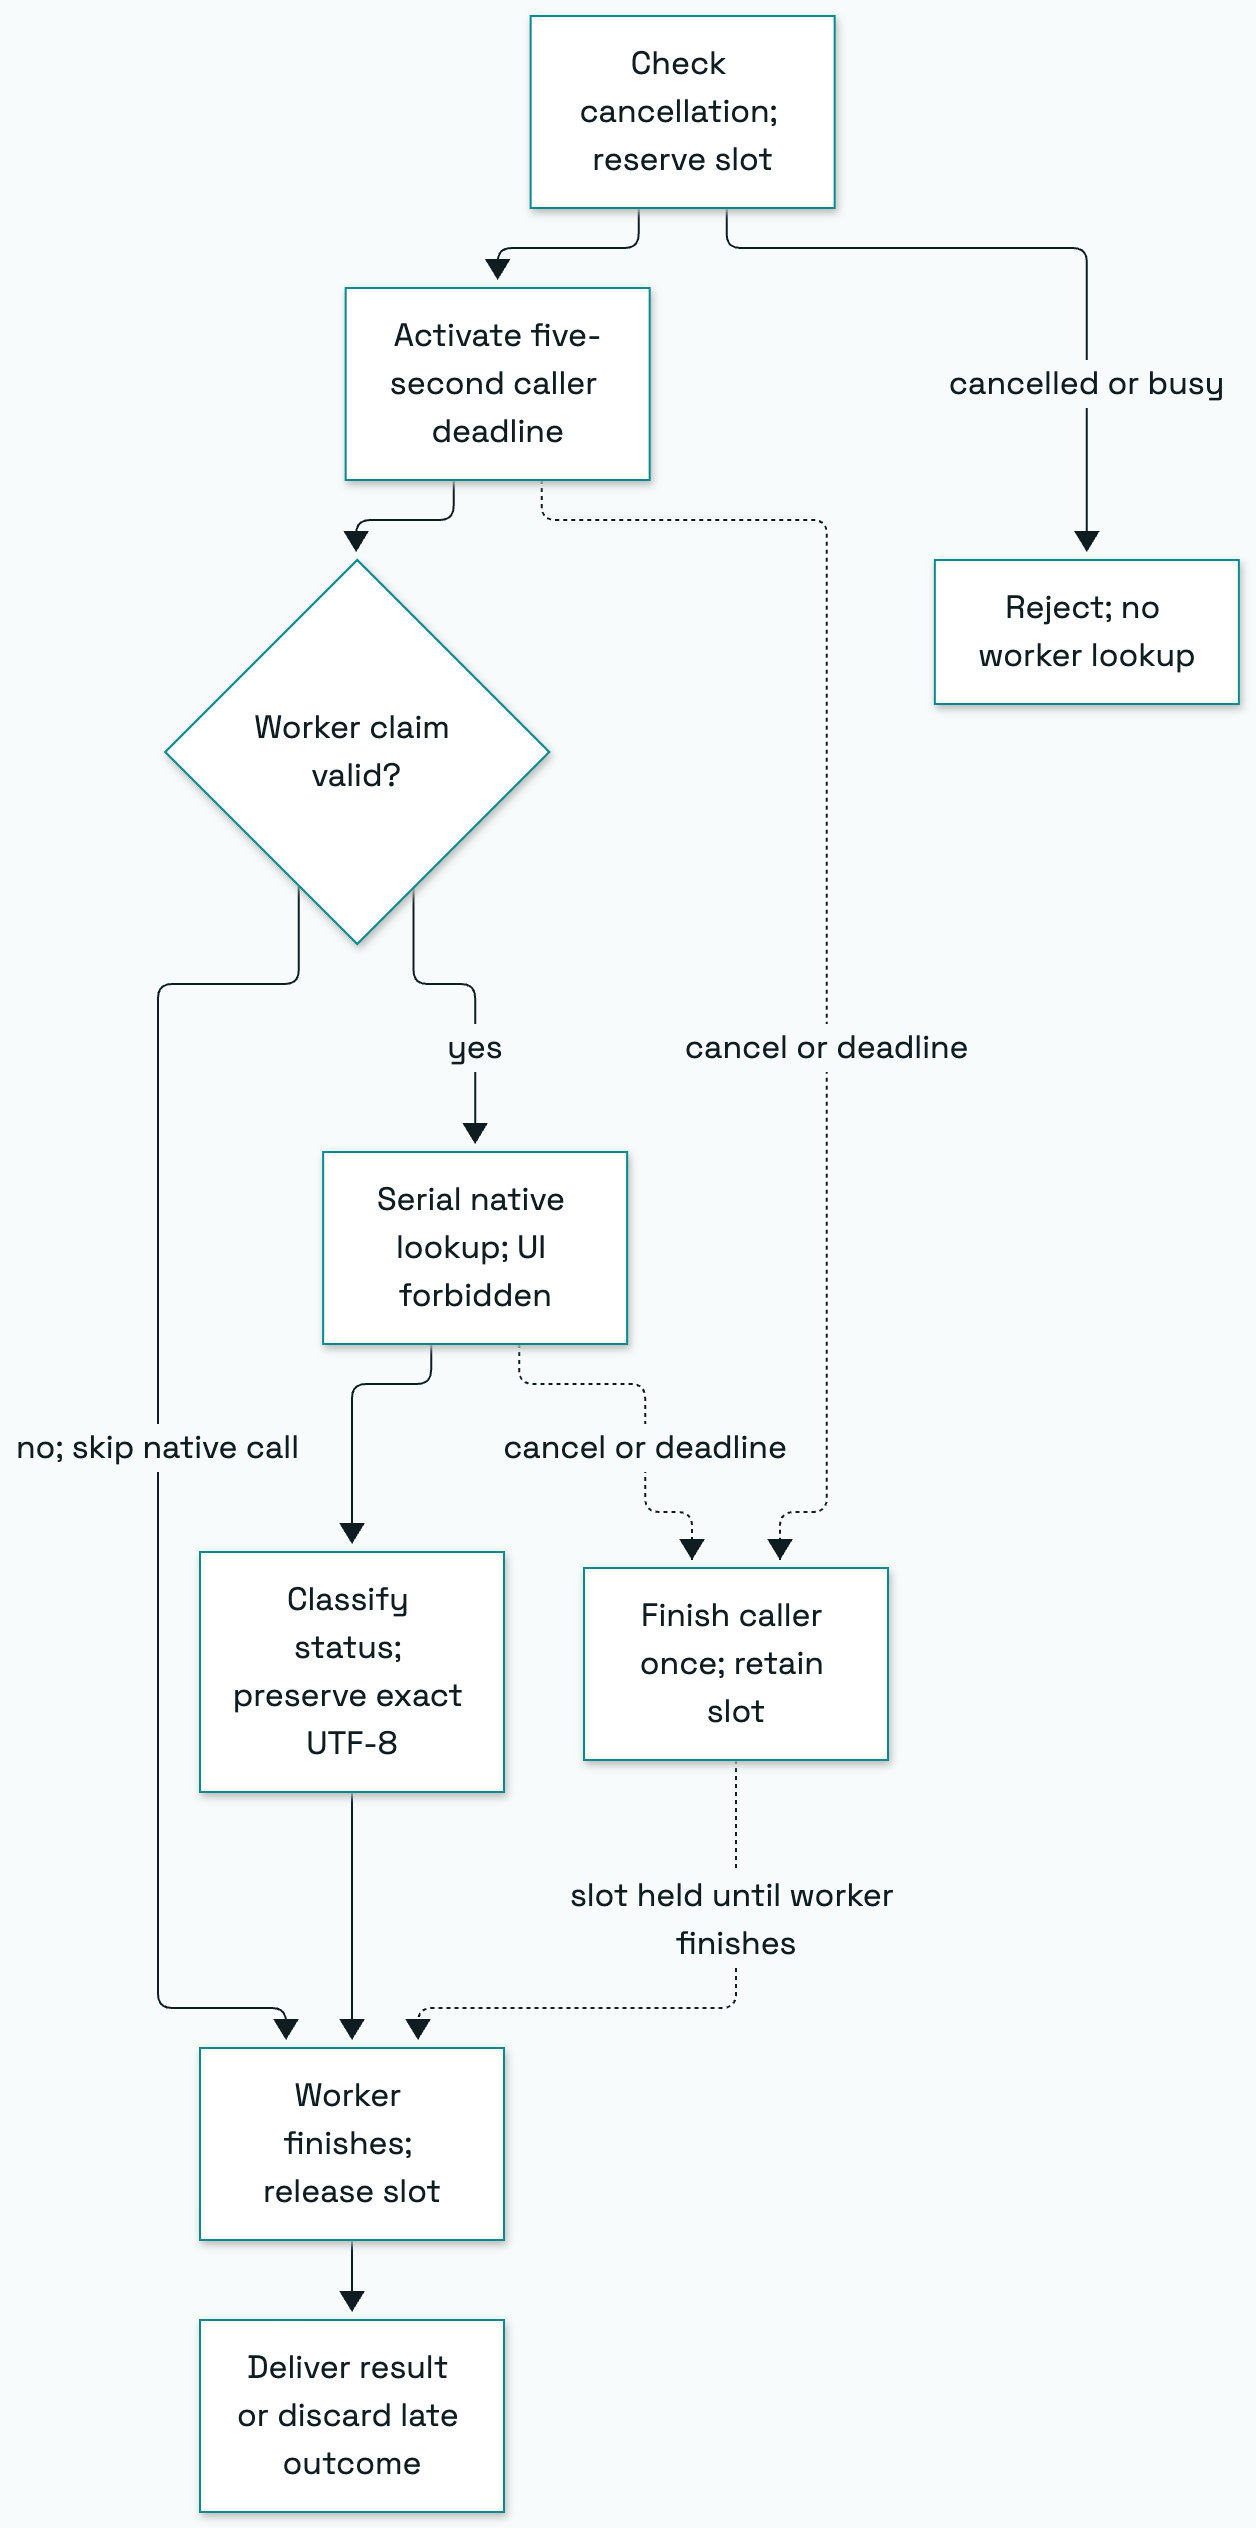 Check
cancellation;
reserve slot
Activate five-
second caller
deadline
cancelled or busy
Reject; no
worker lookup
Worker claim
valid?
yes
cancel or deadline
Serial native
lookup; UI
forbidden
no; skip native call
cancel or deadline
Classify
status;
preserve exact
UTF-8
Finish caller
once; retain
slot
slot held until worker
finishes
Worker
finishes;
release slot
Deliver result
or discard late
outcome